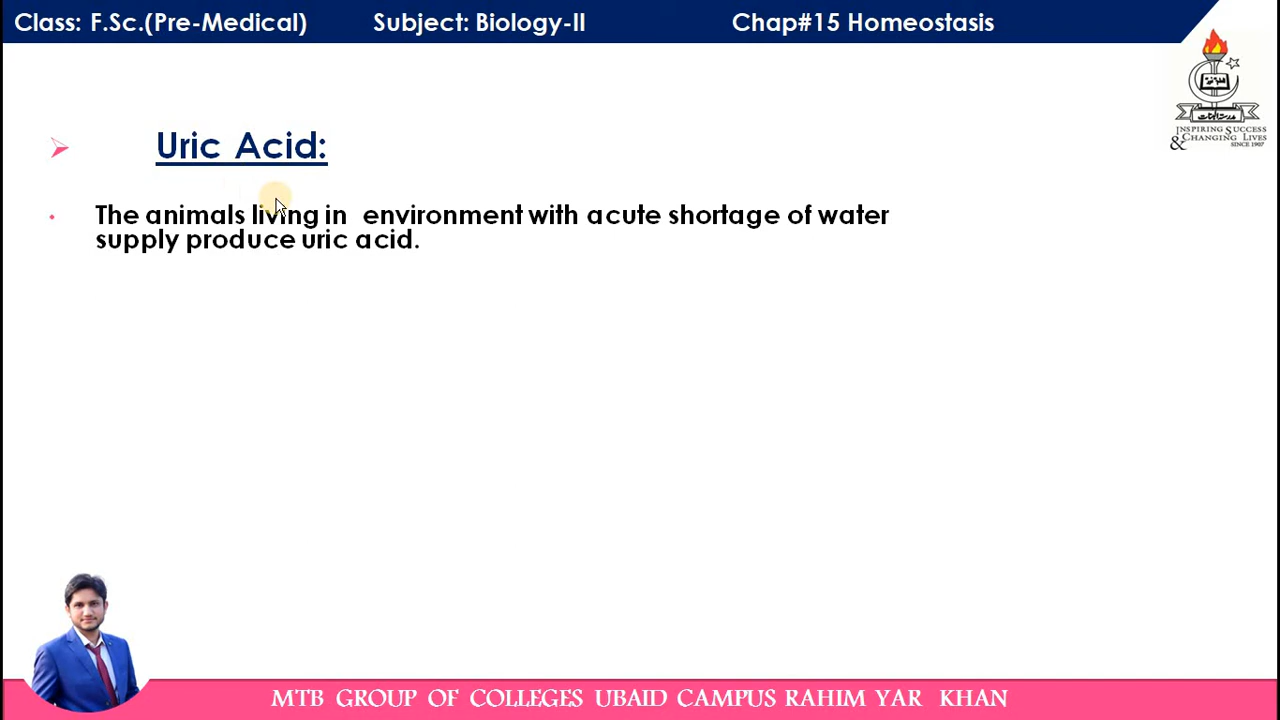 Class: F.Sc.(Pre-Medical) Subject: Biology-II Chap#15 Homeostasis
INSPIRING SUCCESS
& CHANGING LIVES
SINCE 1907
Uric Acid:
The animals living in environment with acute shortage of water
supply produce uric acid.
MTB GROUP OF COLLEGES UBAID CAMPUS RAHIM YAR KHAN